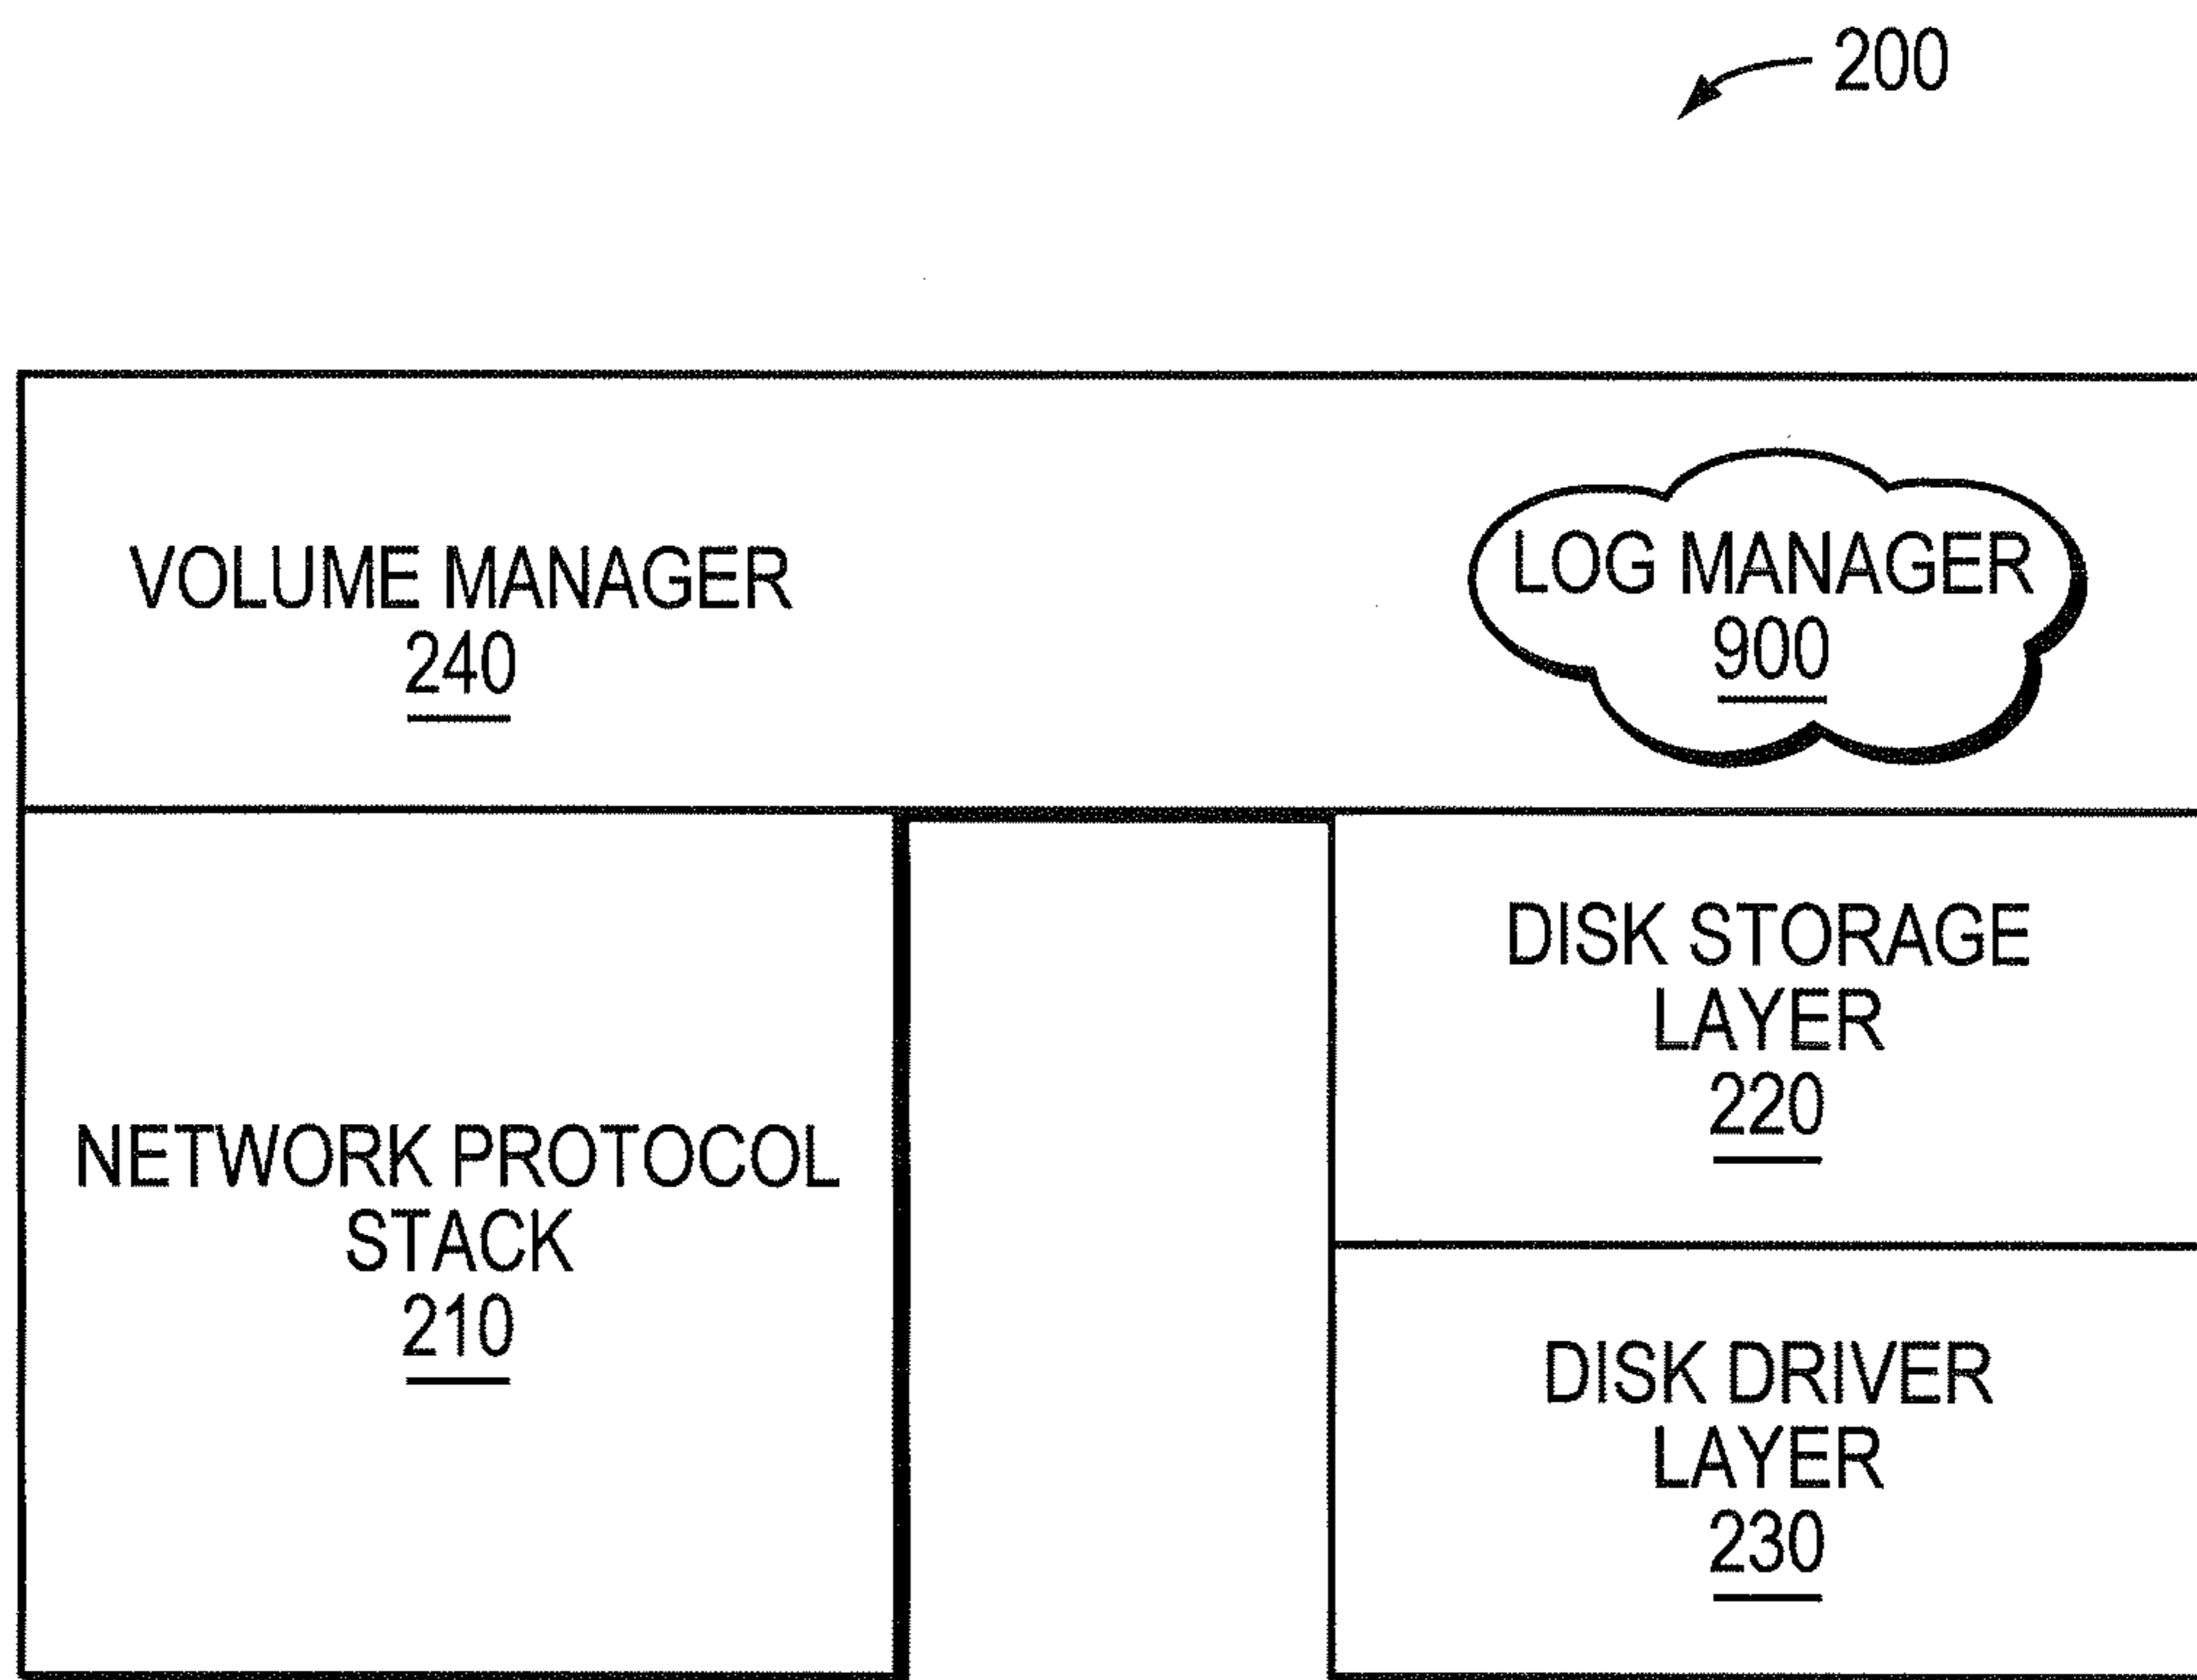 200
VOLUME MANAGER
240
LOG MANAGER
900
NETWORK PROTOCOL
STACK
210
DISK STORAGE
LAYER
220
DISK DRIVER
LAYER
230